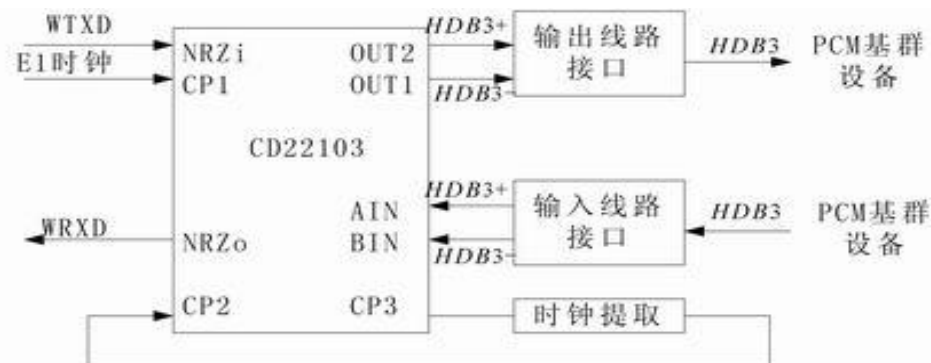 WTXD
E1时钟
NRZi
CP1
OUT2
OUT1
HDB3+
HDB3-
输出线路
接口
HDB3
PCM基群
设备
CD22103
WRXD
NRZo
AIN
BIN
HDB3+
HDB3-
输入线路
接口
HDB3
PCM基群
设备
CP2
CP3
时钟提取